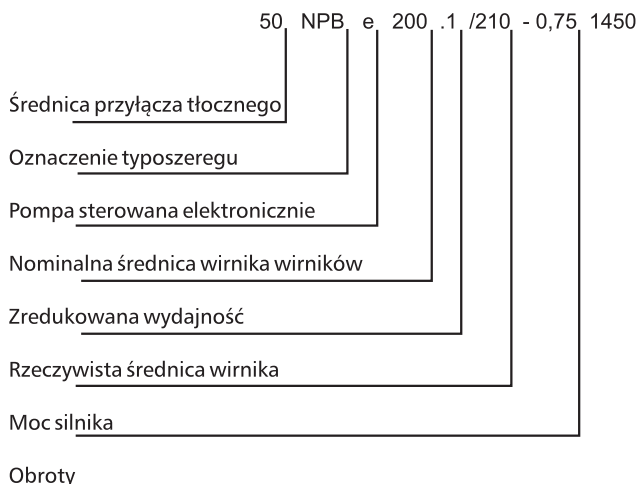 50 NPB e 200 .1 /210 - 0,75 1450
Średnica przyłącza tłocznego
Oznaczenie typoszeregu
Pompa sterowana elektronicznie
Nominalna średnica wirnika wirników
Zredukowana wydajność
Rzeczywista średnica wirnika
Moc silnika
Obroty